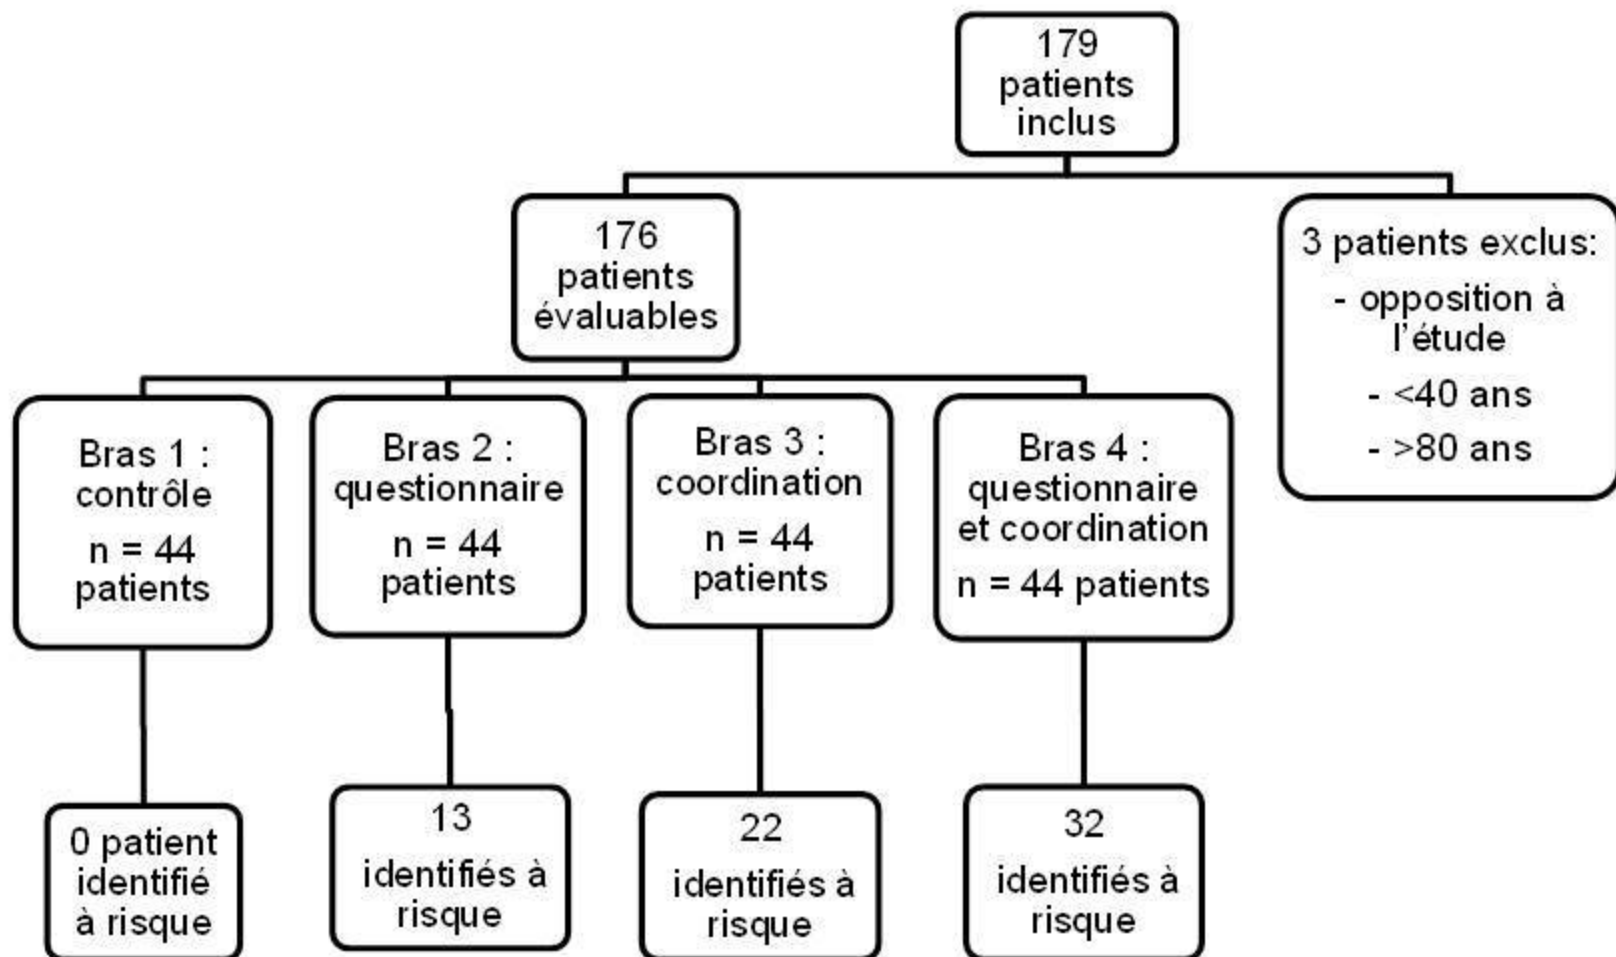 179
patients
inclus
176
patients
évaluables
3 patients exclus:
- opposition à
l'étude
- <40 ans
- >80 ans
Bras 1 :
contrôle
n = 44
patients
Bras 2 :
questionnaire
n = 44
patients
Bras 3 :
coordination
n = 44
patients
Bras 4 :
questionnaire
et coordination
n = 44 patients
0 patient
identifié
à risque
13
identifiés à
risque
22
identifiés à
risque
32
identifiés à
risque